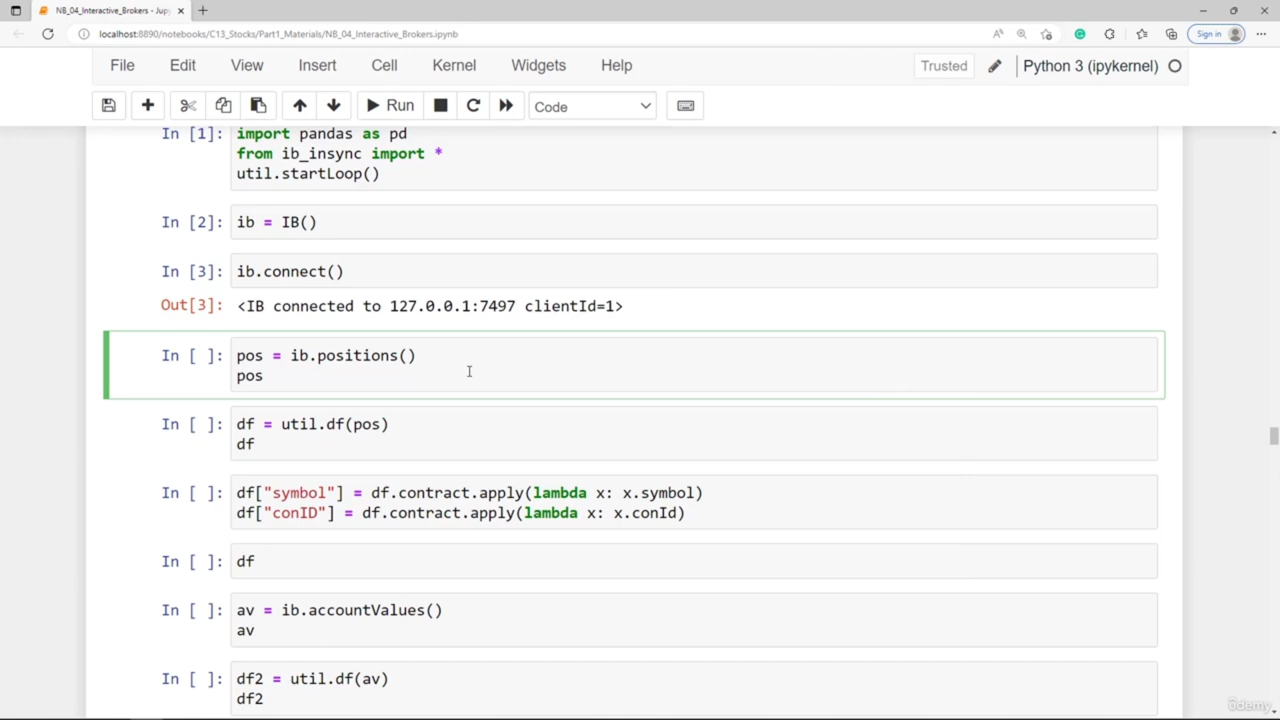 NB_04_Interactive_Brokers - Jupy
localhost:8890/notebooks/C13_Stocks/Part1_Materials/NB_04_Interactive_Brokers.ipynb
Sign in
File Edit View Insert Cell Kernel Widgets Help
Trusted
Python 3 (ipykernel)
Run
Code
In [1]: import pandas as pd
from ib_insync import *
util.startLoop()
In [2]: ib = IB()
In [3]: ib.connect()
Out[3]: <IB connected to 127.0.0.1:7497 clientId=1>
In [ ]: pos = ib.positions()
pos
In [ ]: df = util.df(pos)
df
In [ ]: df["symbol"] = df.contract.apply(lambda x: x.symbol)
df["conID"] = df.contract.apply(lambda x: x.conId)
In [ ]: df
In [ ]: av = ib.accountValues()
av
In [ ]: df2 = util.df(av)
df2
ûdemy